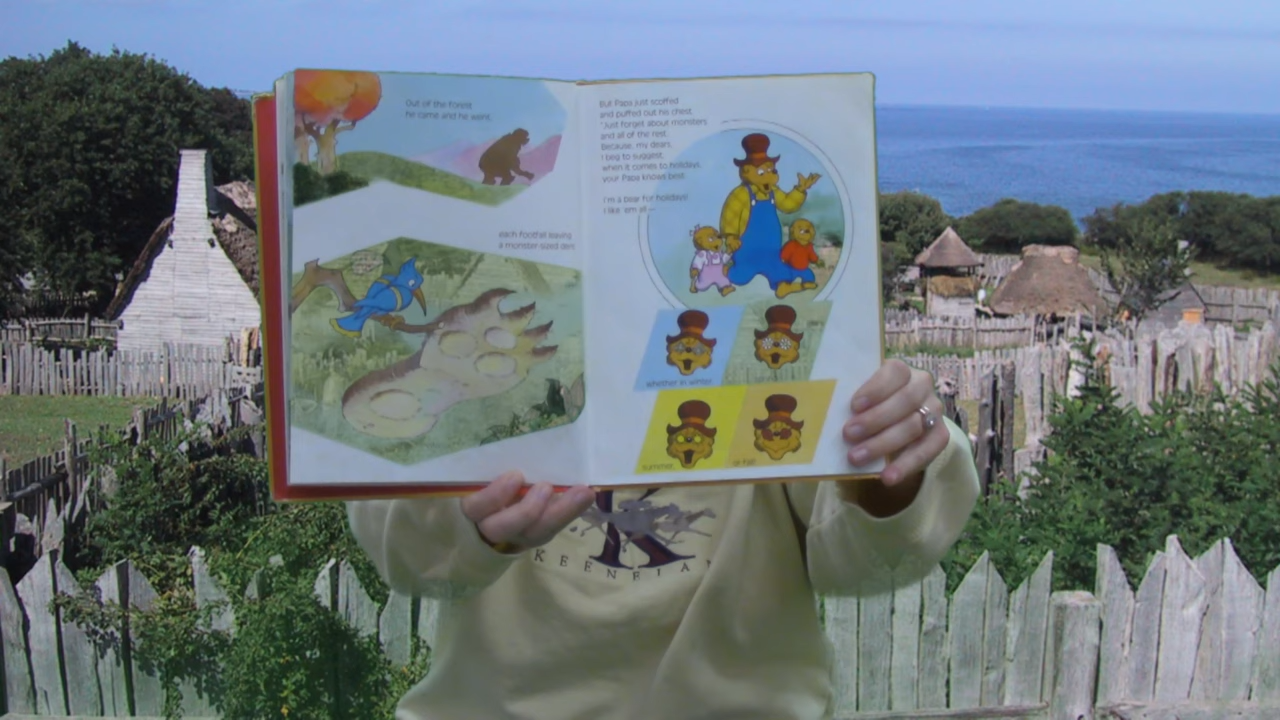 Out of the forest
he came and he went,
each footfall leaving
a monster-sized dent.
But Papa just scoffed
and puffed out his chest.
"Just forget about monsters
and all of the rest,
because, my dears,
I beg to suggest,
when it comes to holidays,
your Papa knows best.
I'm a bear for holidays!
I like 'em all—
whether in winter,
summer,
or fall.
KEENELAN